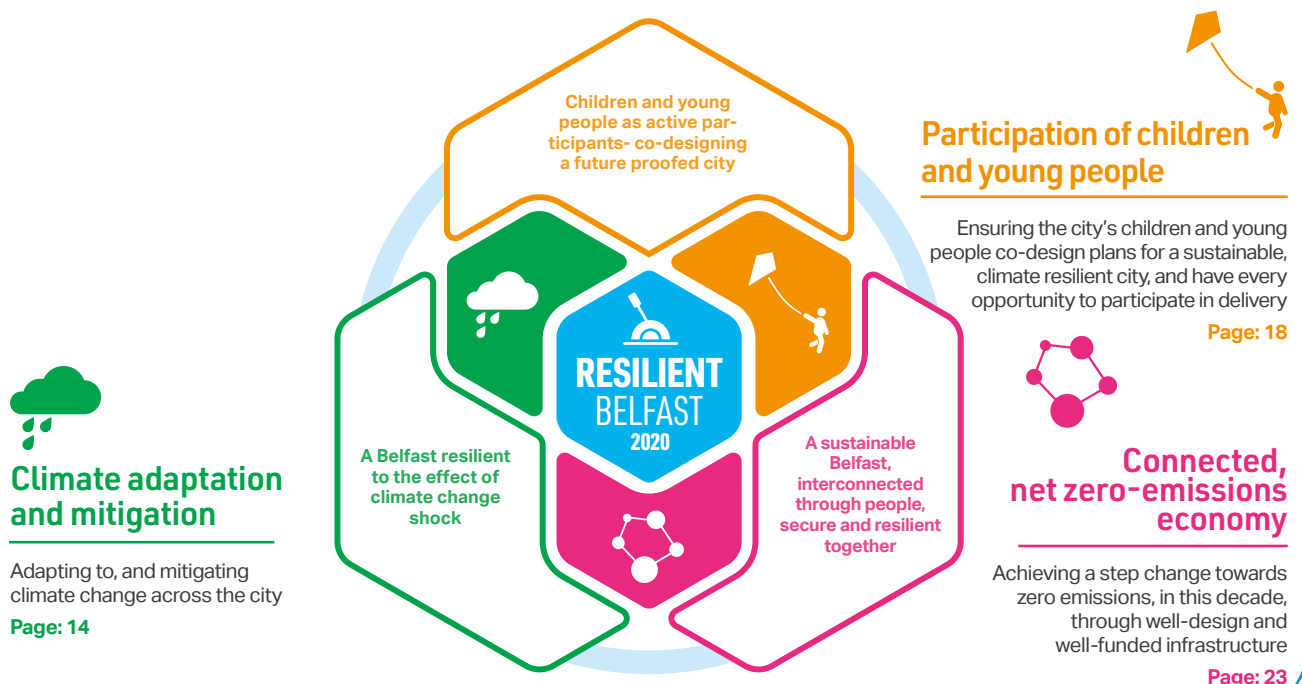 Children and young
people as active par-
ticipants- co-designing
a future proofed city
Participation of children
and young people
Ensuring the city's children and young
people co-design plans for a sustainable,
climate resilient city, and have every
opportunity to participate in delivery
Page: 18
RESILIENT
BELFAST
2020
Climate adaptation
and mitigation
Adapting to, and mitigating
climate change across the city
Page: 14
A Belfast resilient
to the effect of
climate change
shock
A sustainable
Belfast,
interconnected
through people,
secure and resilient
together
Connected,
net zero-emissions
economy
Achieving a step change towards
zero emissions, in this decade,
through well-design and
well-funded infrastructure
Page: 23